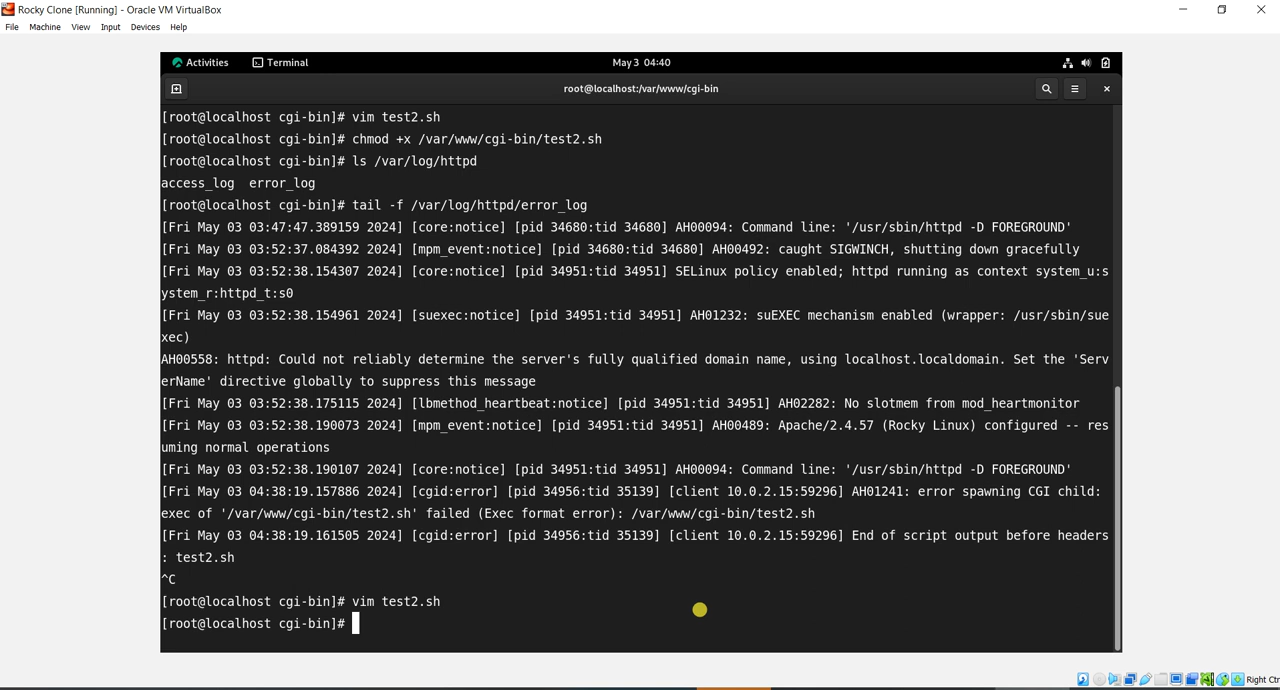 Rocky Clone [Running] - Oracle VM VirtualBox
File Machine View Input Devices Help
Activities Terminal May 3 04:40
root@localhost:/var/www/cgi-bin
[root@localhost cgi-bin]# vim test2.sh
[root@localhost cgi-bin]# chmod +x /var/www/cgi-bin/test2.sh
[root@localhost cgi-bin]# ls /var/log/httpd
access_log  error_log
[root@localhost cgi-bin]# tail -f /var/log/httpd/error_log
[Fri May 03 03:47:47.389159 2024] [core:notice] [pid 34680:tid 34680] AH00094: Command line: '/usr/sbin/httpd -D FOREGROUND'
[Fri May 03 03:52:37.084392 2024] [mpm_event:notice] [pid 34680:tid 34680] AH00492: caught SIGWINCH, shutting down gracefully
[Fri May 03 03:52:38.154307 2024] [core:notice] [pid 34951:tid 34951] SELinux policy enabled; httpd running as context system_u:s
ystem_r:httpd_t:s0
[Fri May 03 03:52:38.154961 2024] [suexec:notice] [pid 34951:tid 34951] AH01232: suEXEC mechanism enabled (wrapper: /usr/sbin/sue
xec)
AH00558: httpd: Could not reliably determine the server's fully qualified domain name, using localhost.localdomain. Set the 'Serv
erName' directive globally to suppress this message
[Fri May 03 03:52:38.175115 2024] [lbmethod_heartbeat:notice] [pid 34951:tid 34951] AH02282: No slotmem from mod_heartmonitor
[Fri May 03 03:52:38.190073 2024] [mpm_event:notice] [pid 34951:tid 34951] AH00489: Apache/2.4.57 (Rocky Linux) configured -- res
uming normal operations
[Fri May 03 03:52:38.190107 2024] [core:notice] [pid 34951:tid 34951] AH00094: Command line: '/usr/sbin/httpd -D FOREGROUND'
[Fri May 03 04:38:19.157886 2024] [cgid:error] [pid 34956:tid 35139] [client 10.0.2.15:59296] AH01241: error spawning CGI child:
exec of '/var/www/cgi-bin/test2.sh' failed (Exec format error): /var/www/cgi-bin/test2.sh
[Fri May 03 04:38:19.161505 2024] [cgid:error] [pid 34956:tid 35139] [client 10.0.2.15:59296] End of script output before headers
: test2.sh
^C
[root@localhost cgi-bin]# vim test2.sh
[root@localhost cgi-bin]#
Right Ctr